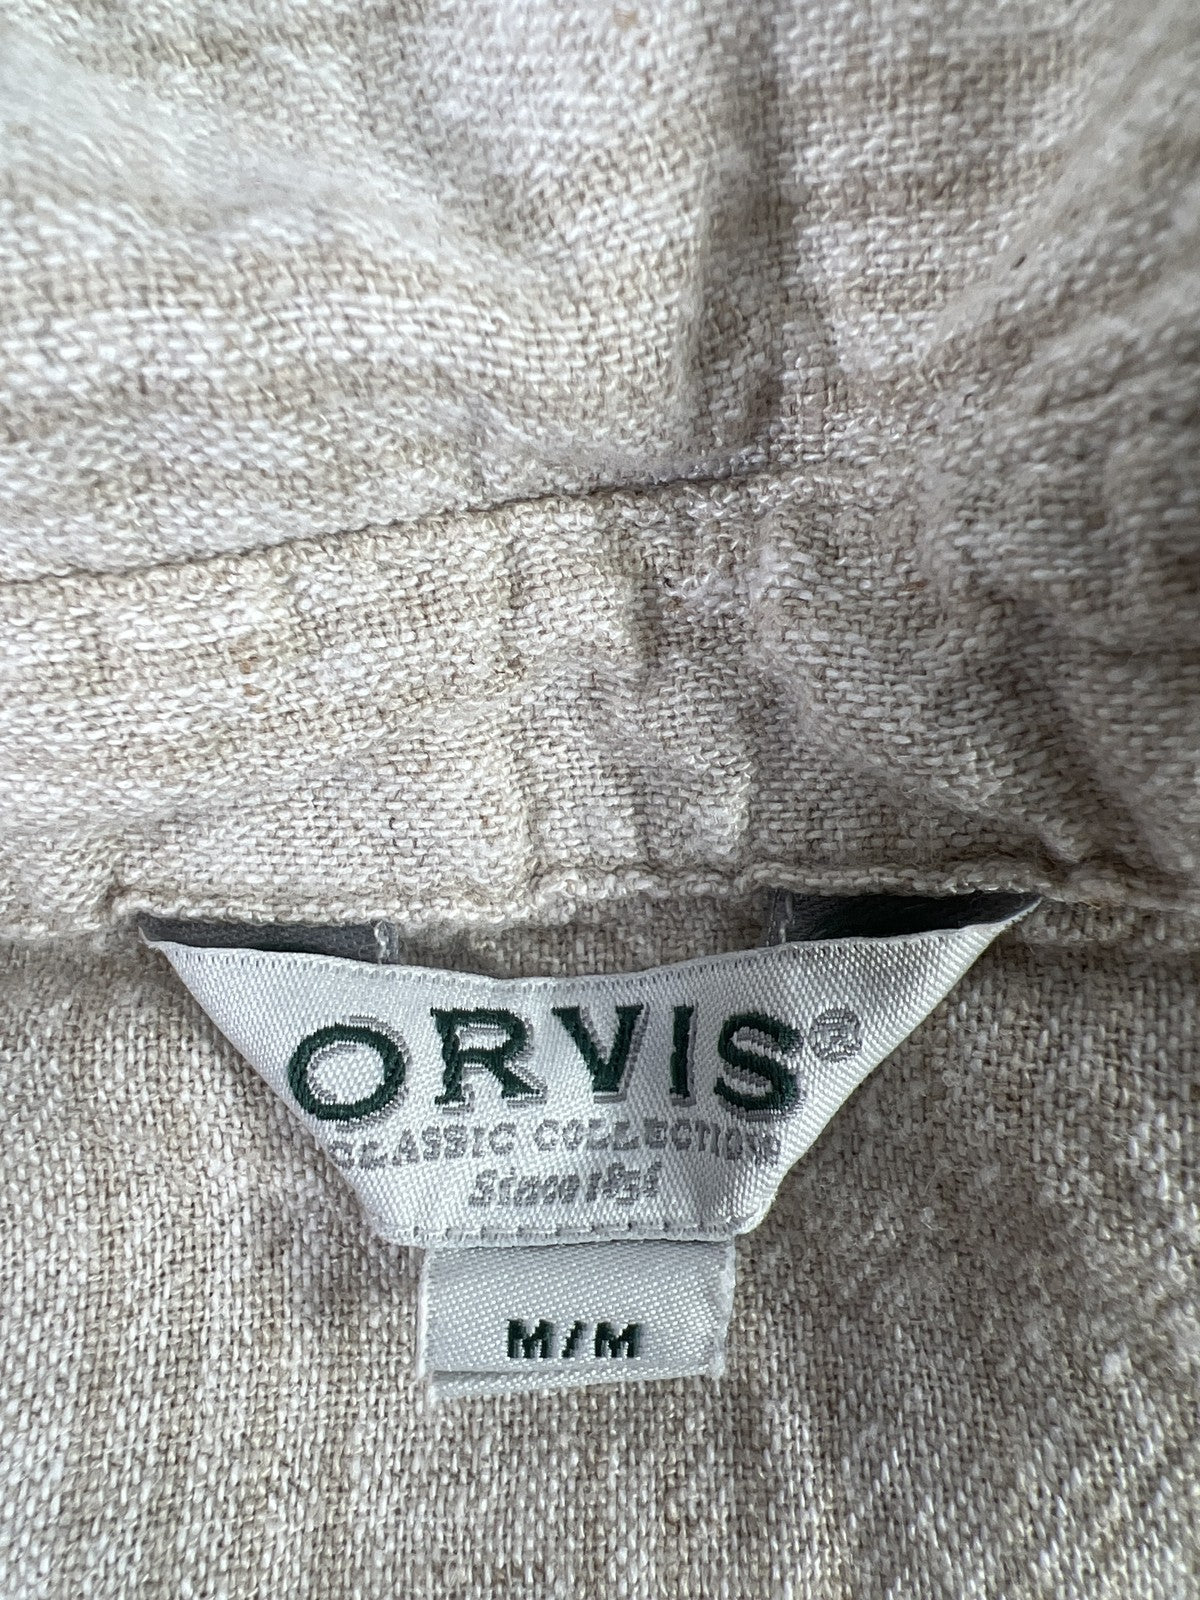 ORVIS®
CLASSIC COLLECTION
Since 1856
M/M